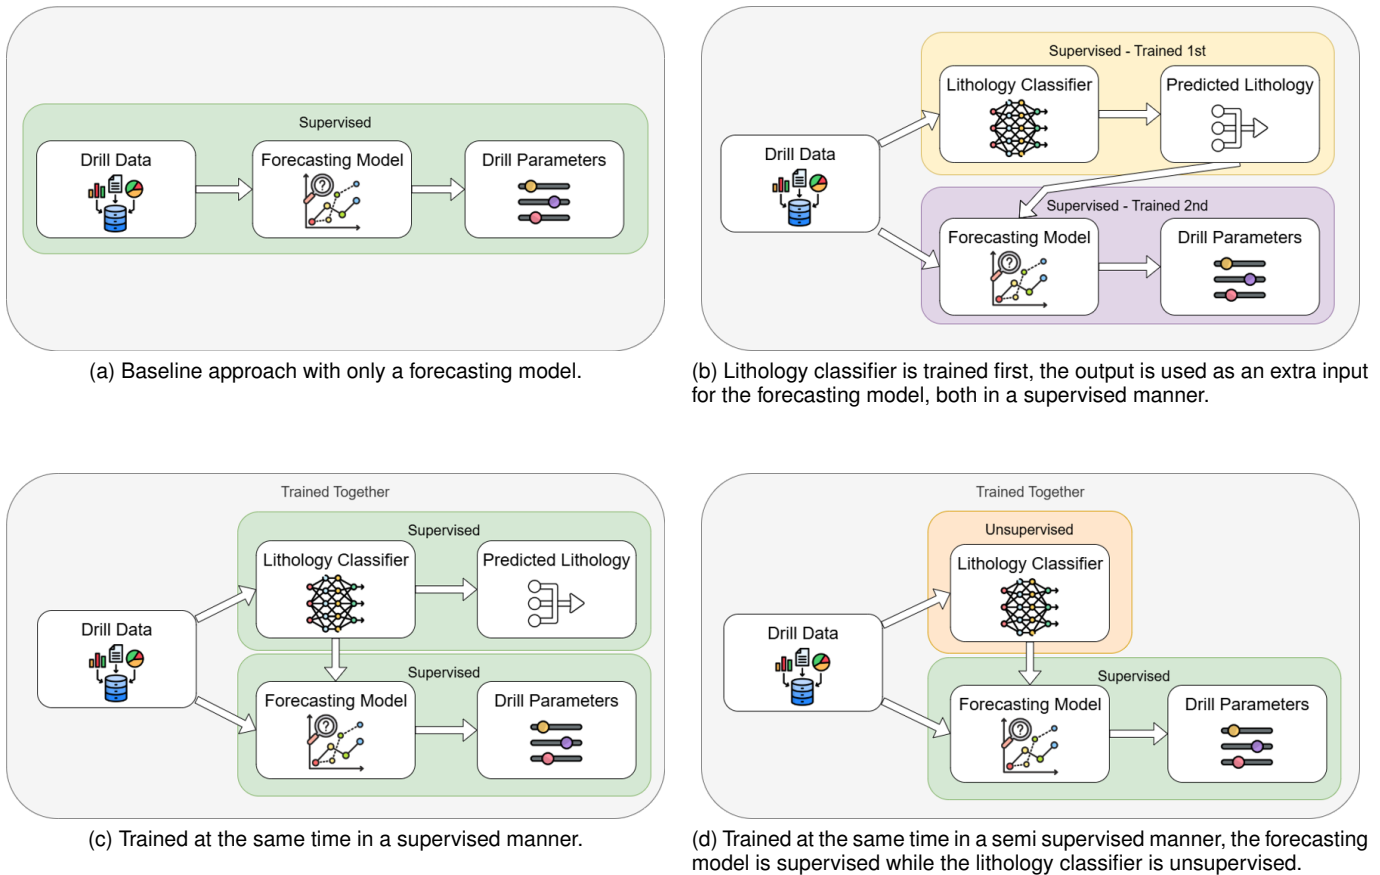 Supervised
Drill Data
Forecasting Model
?
Drill Parameters
(a) Baseline approach with only a forecasting model.
Supervised - Trained 1st
Lithology Classifier
Predicted Lithology
Drill Data
Supervised - Trained 2nd
Forecasting Model
?
Drill Parameters
(b) Lithology classifier is trained first, the output is used as an extra input
for the forecasting model, both in a supervised manner.
Trained Together
Supervised
Lithology Classifier
Predicted Lithology
Drill Data
Supervised
Forecasting Model
?
Drill Parameters
(c) Trained at the same time in a supervised manner.
Trained Together
Unsupervised
Lithology Classifier
Drill Data
Supervised
Forecasting Model
?
Drill Parameters
(d) Trained at the same time in a semi supervised manner, the forecasting
model is supervised while the lithology classifier is unsupervised.